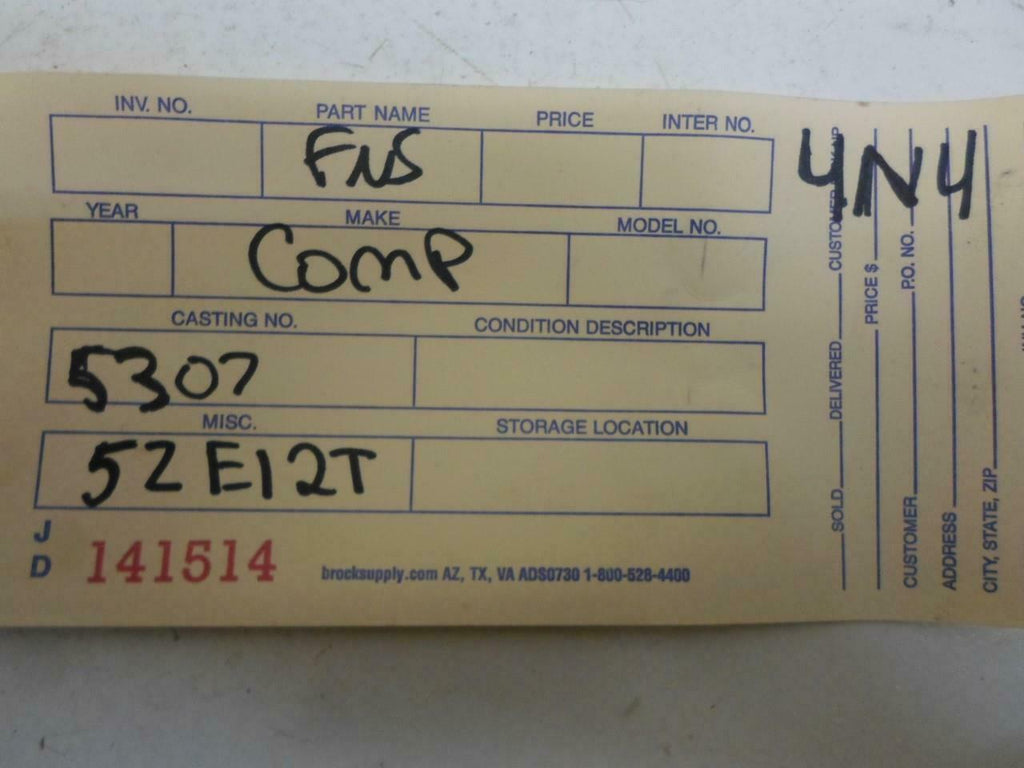 INV. NO. PART NAME PRICE INTER NO.
FNS
YEAR MAKE MODEL NO.
COMP
CASTING NO. CONDITION DESCRIPTION
5307
MISC. STORAGE LOCATION
52E12T
J
D
141514
brocksupply.com AZ, TX, VA ADS0730 1-800-528-4400
4N4
SOLD DELIVERED CUSTOMER
PRICE $
CUSTOMER P.O. NO.
ADDRESS
CITY, STATE, ZIP